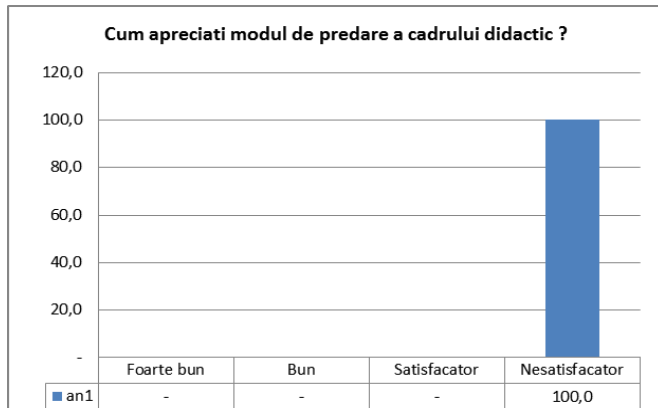 Cum apreciati modul de predare a cadrului didactic ?
120,0
100,0
80,0
60,0
40,0
20,0
-
Foarte bun Bun Satisfacator Nesatisfacator
an1 - - - 100,0